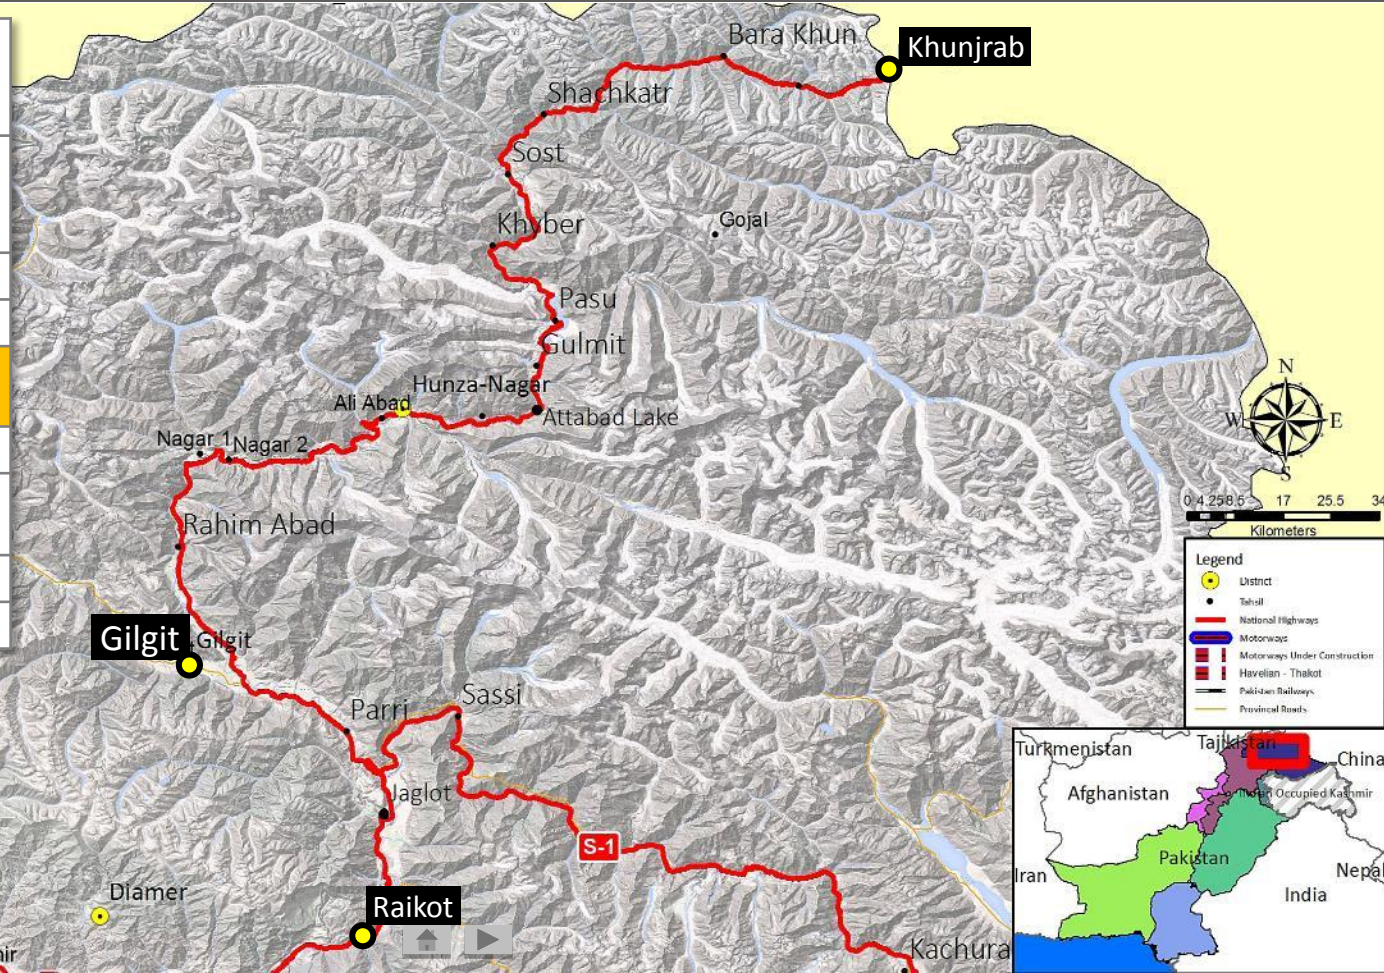 Bara Khun
Khunjrab
Shachkatr
Sost
Khyber
Gojal
Pasu
Gulmit
Hunza-Nagar
Ali Abad
Attabad Lake
Nagar 1
Nagar 2
Rahim Abad
Gilgit
Gilgit
Sassi
Parri
Jaglot
S-1
Diamer
Raikot
Kachura
N
W
E
S
0 4.25 8.5 17 25.5 34
Kilometers
Legend
District
Tahsil
National Highways
Motorways
Motorways Under Construction
Havelian - Thakot
Pakistan Railways
Provincal Roads
Turkmenistan
Tajikistan
China
Afghanistan
Occupied Kashmir
Pakistan
Iran
Nepal
India